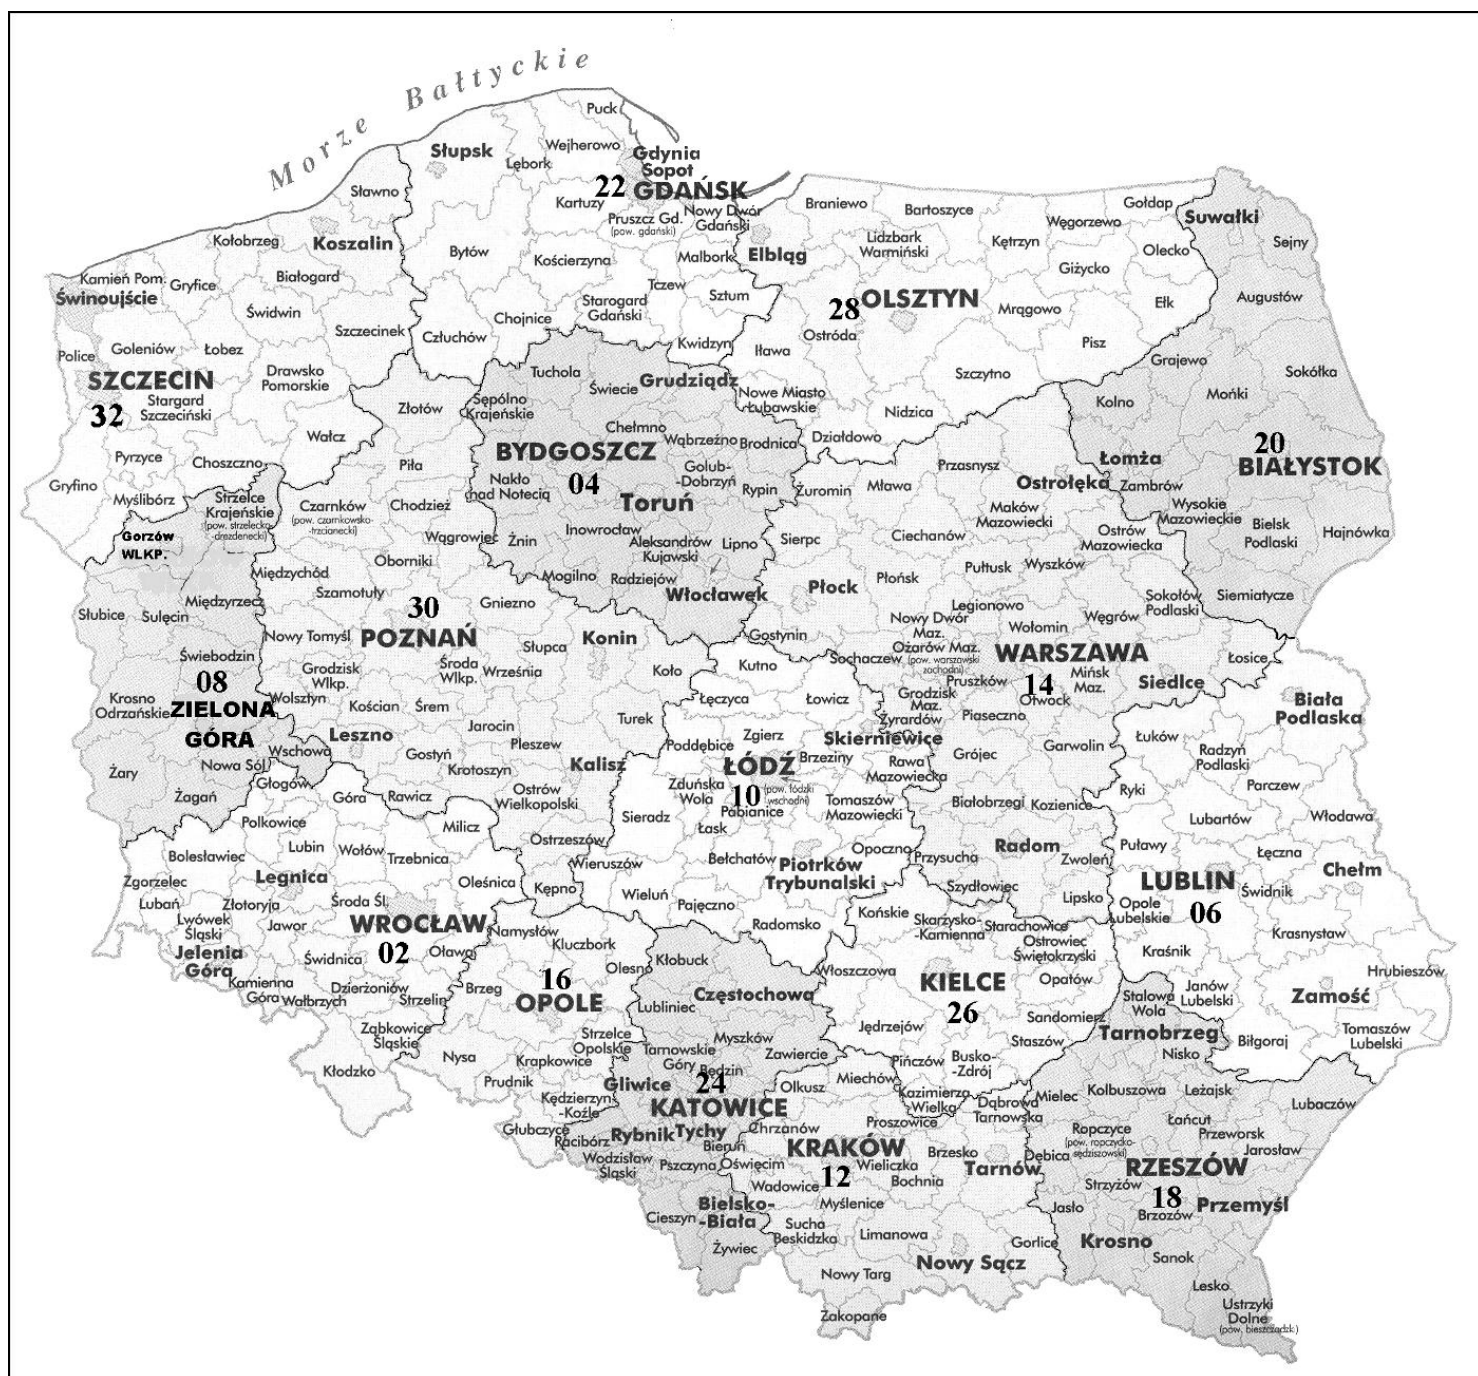 Morze Bałtyckie
Puck
Słupsk
Wejherowo
Lębork
Gdynia
Sopot
22 GDAŃSK
Sławno
Kartuzy
Pruszcz Gd.
(pow. gdański)
Nowy Dwór
Gdański
Braniewo
Bartoszyce
Gołdap
Węgorzewo
Suwałki
Kołobrzeg
Koszalin
Bytów
Kościerzyna
Malbork
Elbląg
Lidzbark
Warmiński
Kętrzyn
Olecko
Sejny
Kamień Pom.
Gryfice
Białogard
Świnoujście
Tczew
Sztum
Giżycko
Świdwin
Starogard
Gdański
28 OLSZTYN
Mrągowo
Ełk
Augustów
Szczecinek
Chojnice
Człuchów
Kwidzyn
Ostróda
Iława
Pisz
Police
Goleniów
Łobez
Drawsko
Pomorskie
SZCZECIN
32
Stargard
Szczeciński
Tuchola
Świecie
Grudziądz
Nowe Miasto
Łubawskie
Szczytno
Grajewo
Sokółka
Mońki
Kolno
Złotów
Sępólno
Krajeńskie
Nidzica
Działdowo
Wałcz
Chełmno
Wąbrzeźno
Brodnica
BYDGOSZCZ
04
20
BIAŁYSTOK
Pyrzyce
Choszczno
Piła
Nakło
nad Notecią
Golub-
-Dobrzyń
Rypin
Żuromin
Mława
Przasnysz
Ostrołęka
Łomża
Zambrów
Gryfino
Myślibórz
Strzelce
Krajeńskie
(pow. strzelecko-
-drezdenecki)
Czarnków
(pow. czarnkowsko-
-trzcianecki)
Chodzież
Toruń
Maków
Mazowiecki
Wysokie
Mazowieckie
Bielsk
Podlaski
Hajnówka
Gorzów
WLKP.
Wągrowiec
Żnin
Inowrocław
Aleksandrów
Kujawski
Lipno
Sierpc
Ciechanów
Ostrów
Mazowiecka
Międzychód
Oborniki
Szamotuły
Mogilno
Radziejów
Włocławek
Płock
Płońsk
Pułtusk
Wyszków
Siemiatycze
Słubice
Sulęcin
Międzyrzecz
30
POZNAŃ
Gniezno
Nowy Tomyśl
Słupca
Konin
Gostynin
Nowy Dwór
Maz.
Legionowo
Wołomin
Węgrów
Sokołów
Podlaski
Świebodzin
Grodzisk
Wlkp.
Środa
Wlkp.
Września
Koło
Kutno
Sochaczew
Ożarów Maz.
(pow. warszawski
zachodni)
WARSZAWA
14
Łosice
08
ZIELONA
GÓRA
Krosno
Odrzańskie
Wolsztyn
Kościan
Śrem
Łęczyca
Łowicz
Pruszków
Grodzisk
Maz.
Otwock
Mińsk
Maz.
Siedlce
Biała
Podlaska
Jarocin
Turek
Leszno
Wschowa
Gostyń
Pleszew
Krotoszyn
Kalisz
Poddębice
Zgierz
Skierniewice
Żyrardów
Piaseczno
Łuków
Radzyń
Podlaski
Żary
Nowa Sól
Głogów
Żagań
Góra
Rawicz
Ostrów
Wielkopolski
ŁÓDŹ
10
(pow. łódzki
wschodni)
Brzeziny
Rawa
Mazowiecka
Grójec
Garwolin
Ryki
Parczew
Zduńska
Wola
Pabianice
Tomaszów
Mazowiecki
Białobrzegi
Kozienice
Lubartów
Włodawa
Polkowice
Milicz
Sieradz
Łask
Ostrzeszów
Lubin
Wołów
Trzebnica
Bełchatów
Opoczno
Przysucha
Radom
Zwoleń
Puławy
Łęczna
Bolesławiec
Legnica
Wieruszów
Piotrków
Trybunalski
Szydłowiec
LUBLIN
06
Świdnik
Chełm
Zgorzelec
Lubań
Złotoryja
Środa Śl.
Oleśnica
Kępno
Wieluń
Pajęczno
Lipsko
Opole
Lubelskie
Lwówek
Śląski
Jawor
WROCŁAW
02
Namysłów
Kluczbork
Radomsko
Końskie
Skarżysko-
-Kamienna
Starachowice
Ostrowiec
Świętokrzyski
Krasnystaw
Kraśnik
Jelenia
Góra
Świdnica
Oława
Olesno
Kłobuck
Włoszczowa
Hrubieszów
Kamienna
Góra
Wałbrzych
Dzierżoniów
Strzelin
Brzeg
16
OPOLE
Lubliniec
Częstochowa
KIELCE
26
Opatów
Stalowa
Wola
Janów
Lubelski
Zamość
Ząbkowice
Śląskie
Strzelce
Opolskie
Myszków
Jędrzejów
Sandomierz
Staszów
Tarnobrzeg
Biłgoraj
Tomaszów
Lubelski
Kłodzko
Nysa
Krapkowice
Tarnowskie
Góry
Będzin
Zawiercie
Pińczów
Busko-
-Zdrój
Nisko
Prudnik
Gliwice
24
KATOWICE
Olkusz
Miechów
Kazimierza
Wielka
Dąbrowa
Tarnowska
Mielec
Kolbuszowa
Leżajsk
Lubaczów
Kędzierzyn
-Koźle
Głubczyce
Racibórz
Rybnik
Tychy
Bieruń
Chrzanów
KRAKÓW
12
Proszowice
Łańcut
Ropczyce
(pow. ropczycko-
-sędziszowski)
Przeworsk
Jarosław
Wodzisław
Śląski
Pszczyna
Oświęcim
Wieliczka
Brzesko
Bochnia
Tarnów
Dębica
RZESZÓW
18
Wadowice
Myślenice
Strzyżów
Przemyśl
Cieszyn
Bielsko-
-Biała
Sucha
Beskidzka
Limanowa
Jasło
Brzozów
Żywiec
Gorlice
Krosno
Sanok
Nowy Sącz
Nowy Targ
Lesko
Zakopane
Ustrzyki
Dolne
(pow. bieszczadzki)